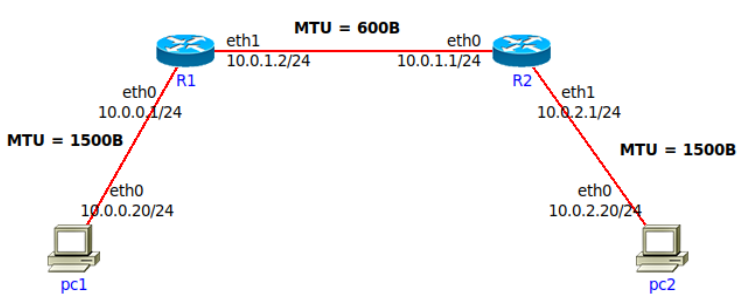 MTU = 600B
eth1
eth0
10.0.1.2/24
10.0.1.1/24
R1
R2
eth0
10.0.0.1/24
eth1
10.0.2.1/24
MTU = 1500B
MTU = 1500B
eth0
10.0.0.20/24
eth0
10.0.2.20/24
pc1
pc2